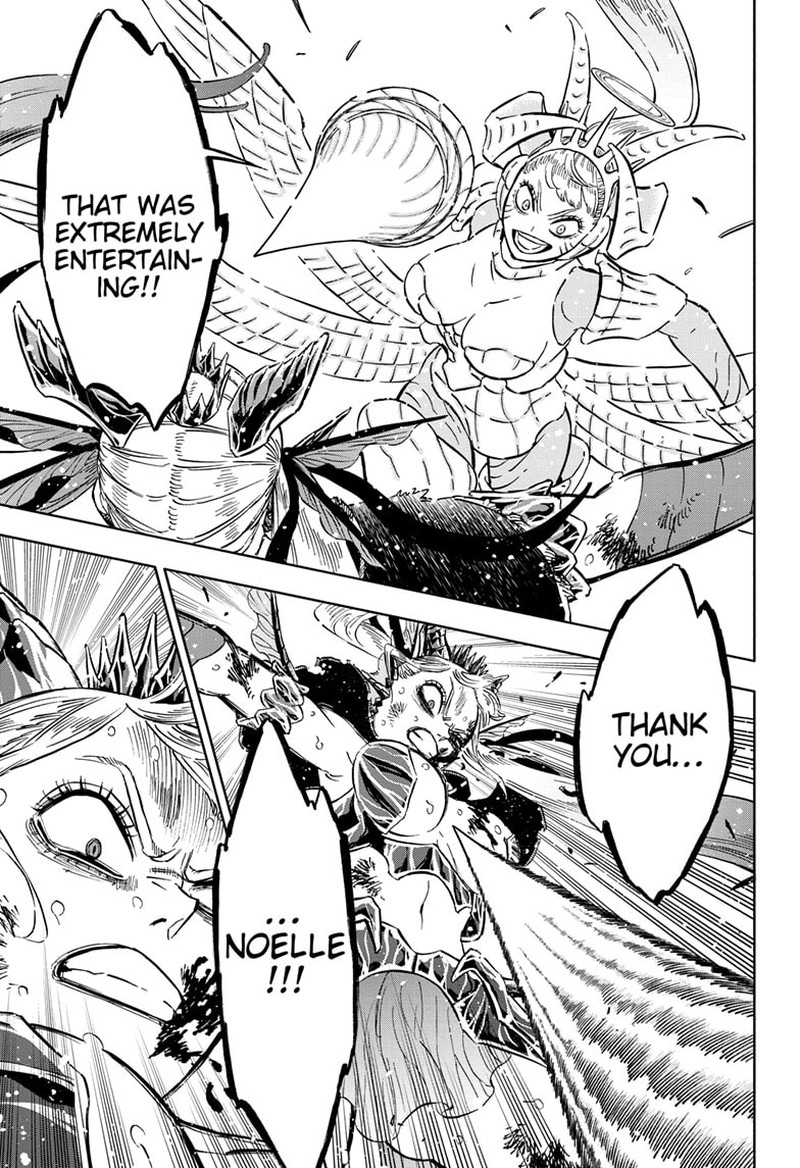 THAT WAS
EXTREMELY
ENTERTAIN-
ING!!
THANK
YOU...
...
NOELLE
!!!